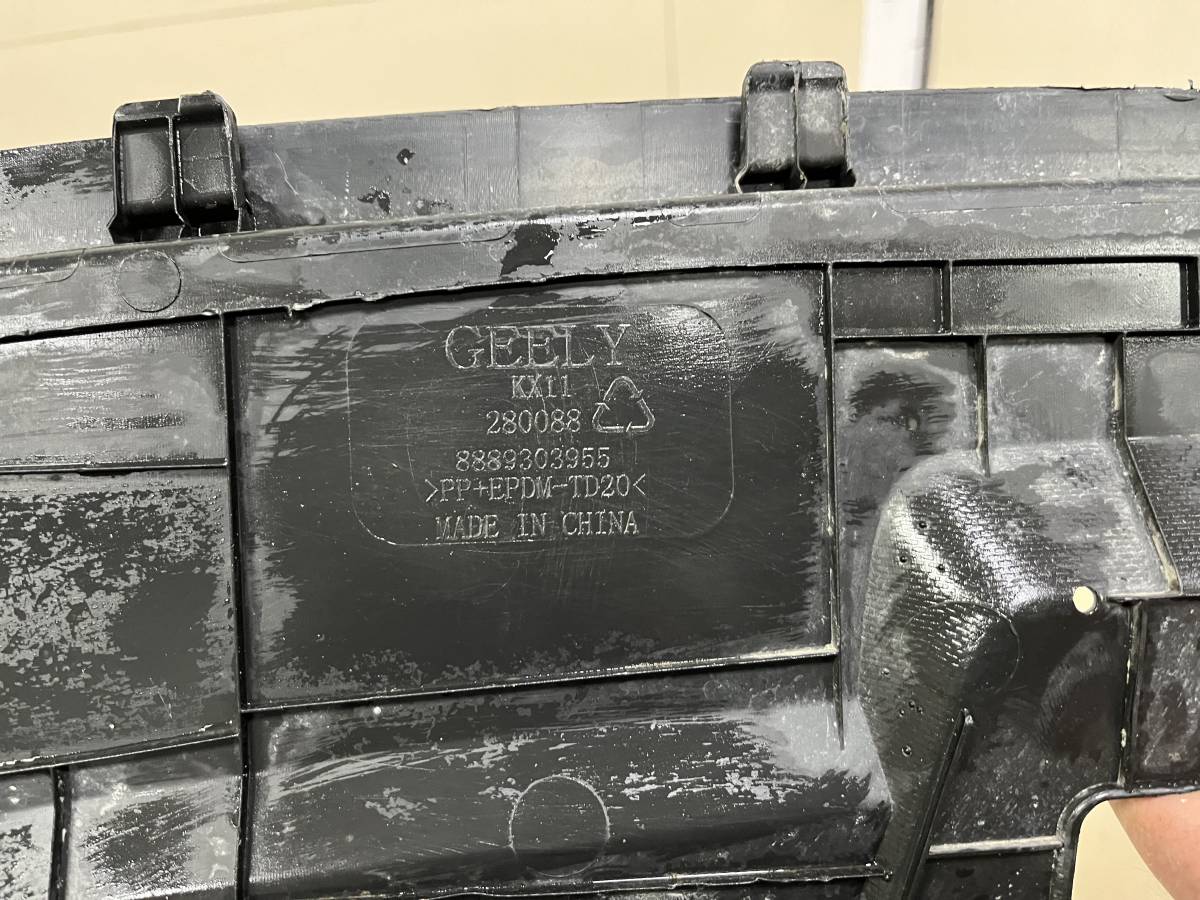 GEELY
KX11
280088
8889303955
>PP+EPDM-TD20<
MADE IN CHINA